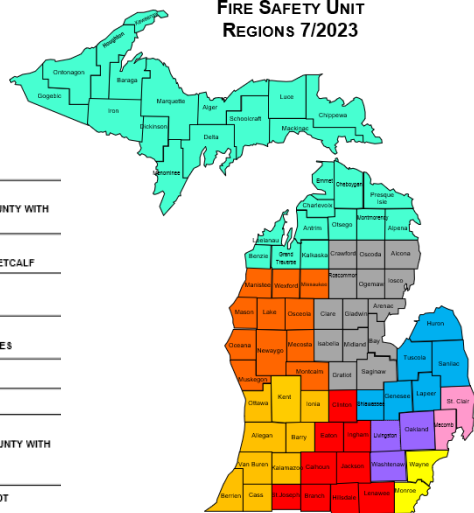 FIRE SAFETY UNIT
REGIONS 7/2023
Keweenaw
Houghton
Ontonagon
Baraga
Gogebic
Iron
Marquette
Alger
Luce
Chippewa
Schoolcraft
Mackinac
Dickinson
Delta
Menominee
UNTY WITH
ETCALF
ES
UNTY WITH
OT
Emmet
Cheboygan
Presque
Isle
Charlevoix
Antrim
Otsego
Montmorency
Alpena
Leelanau
Benzie
Grand
Traverse
Kalkaska
Crawford
Oscoda
Alcona
Manistee
Wexford
Missaukee
Roscommon
Ogemaw
Iosco
Mason
Lake
Osceola
Clare
Gladwin
Arenac
Oceana
Newaygo
Mecosta
Isabella
Midland
Bay
Huron
Muskegon
Montcalm
Gratiot
Saginaw
Tuscola
Sanilac
Ottawa
Kent
Ionia
Clinton
Shiawassee
Genesee
Lapeer
St. Clair
Allegan
Barry
Eaton
Ingham
Livingston
Oakland
Macomb
Van Buren
Kalamazoo
Calhoun
Jackson
Washtenaw
Wayne
Berrien
Cass
St.Joseph
Branch
Hillsdale
Lenawee
Monroe